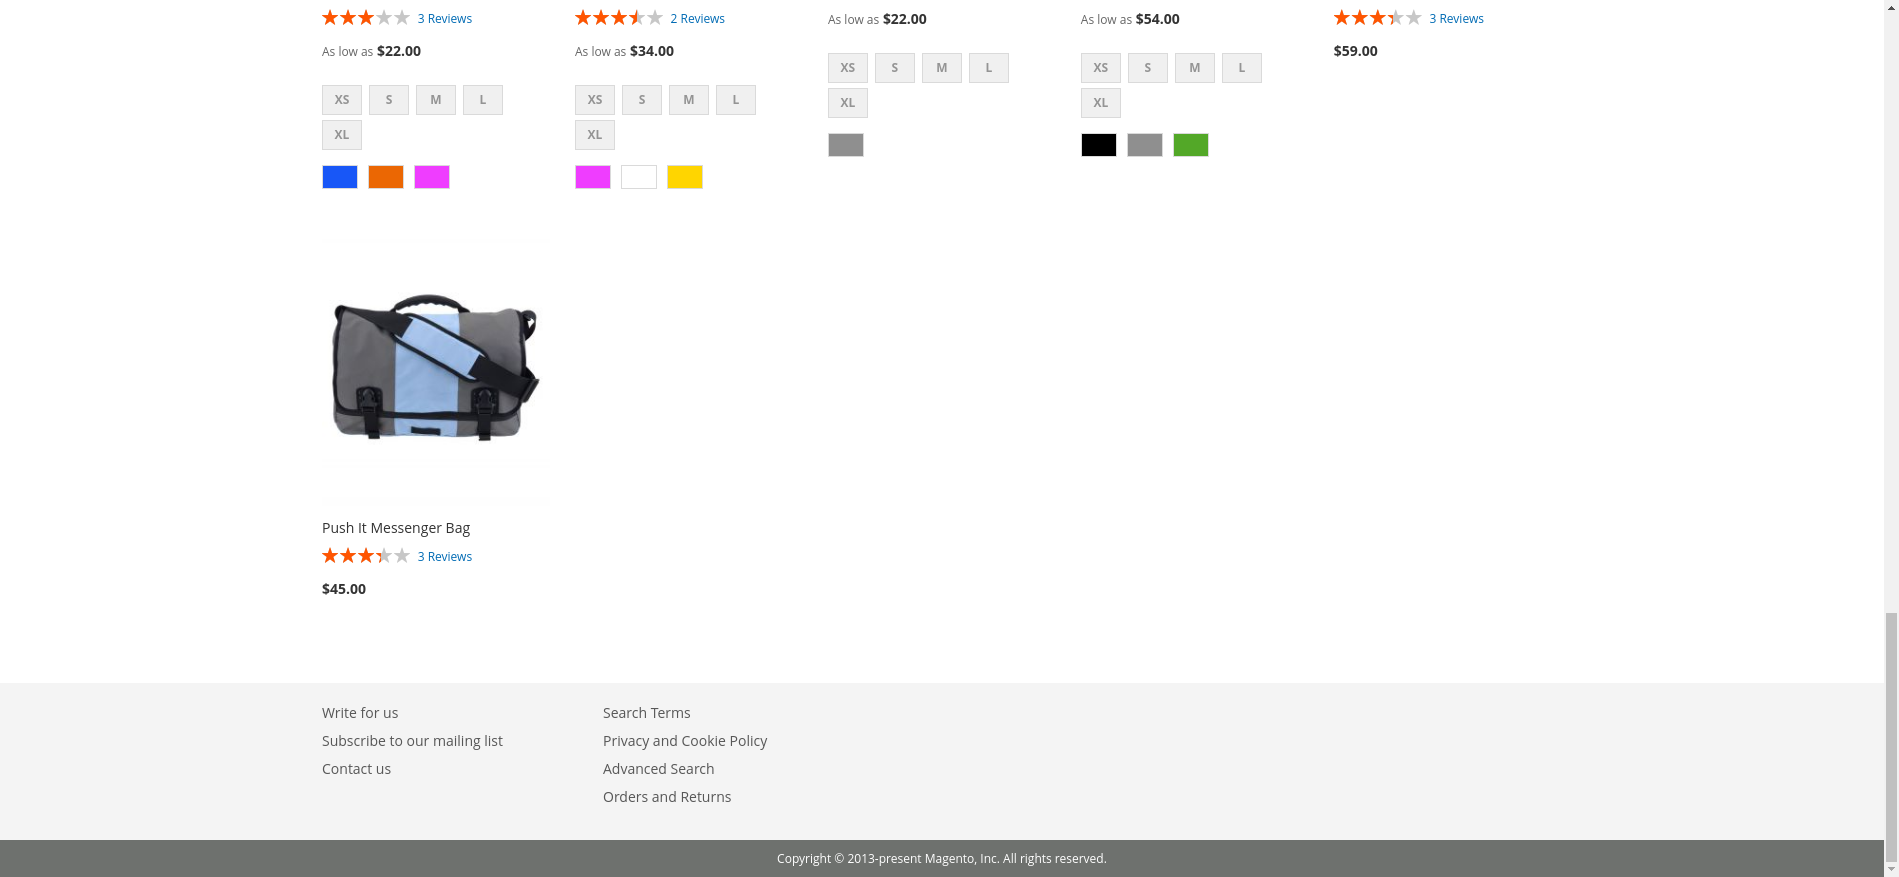 3 Reviews
As low as $22.00
XS S M L
XL
2 Reviews
As low as $34.00
XS S M L
XL
As low as $22.00
XS S M L
XL
As low as $54.00
XS S M L
XL
3 Reviews
$59.00
Push It Messenger Bag
3 Reviews
$45.00
Write for us
Subscribe to our mailing list
Contact us
Search Terms
Privacy and Cookie Policy
Advanced Search
Orders and Returns
Copyright © 2013-present Magento, Inc. All rights reserved.